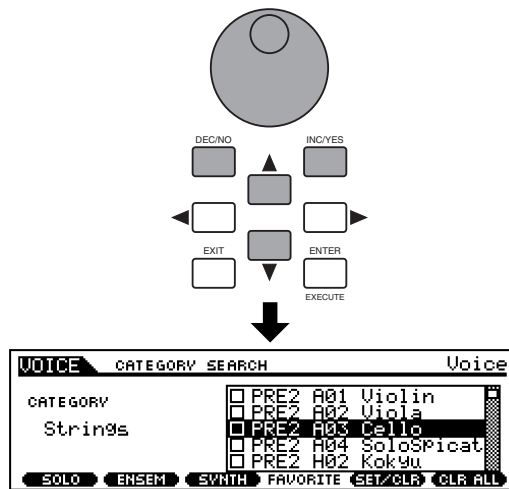 DEC/NO INC/YES
EXIT ENTER
EXECUTE
VOICE CATEGORY SEARCH Voice
CATEGORY
Strings
PRE2 A01 Violin
PRE2 A02 Viola
PRE2 A03 Cello
PRE2 A04 SoloSpicat
PRE2 H02 Kokyu
SOLO ENSEM SYNTH FAVORITE SET/CLR CLR ALL